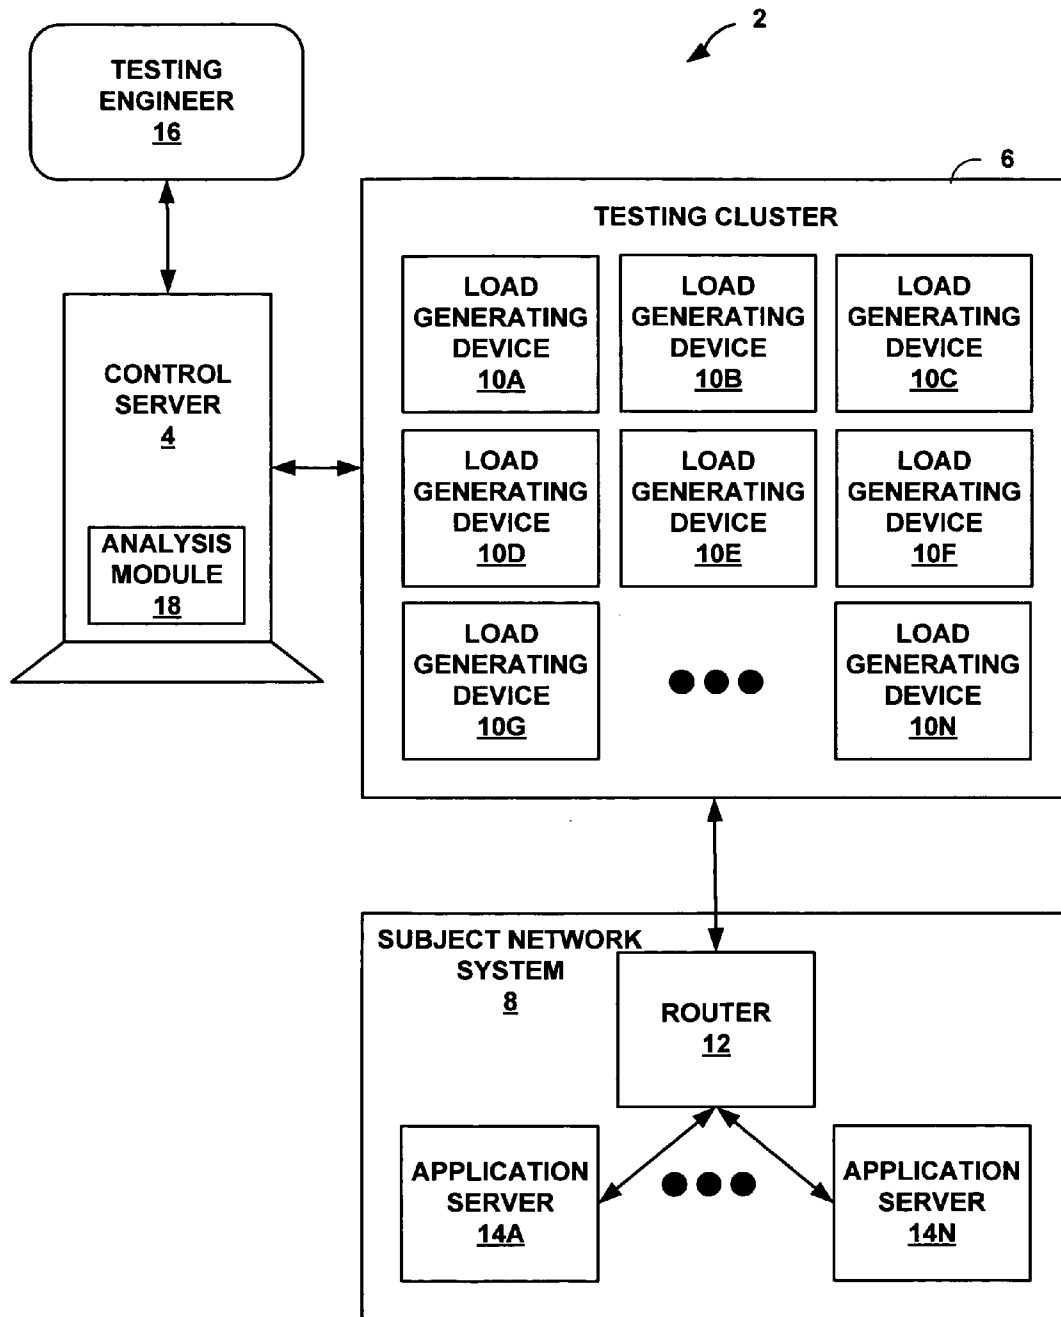 2
TESTING
ENGINEER
16
6
TESTING CLUSTER
LOAD
GENERATING
DEVICE
10A
LOAD
GENERATING
DEVICE
10B
LOAD
GENERATING
DEVICE
10C
CONTROL
SERVER
4
LOAD
GENERATING
DEVICE
10D
LOAD
GENERATING
DEVICE
10E
LOAD
GENERATING
DEVICE
10F
ANALYSIS
MODULE
18
LOAD
GENERATING
DEVICE
10G
LOAD
GENERATING
DEVICE
10N
SUBJECT NETWORK
SYSTEM
8
ROUTER
12
APPLICATION
SERVER
14A
APPLICATION
SERVER
14N